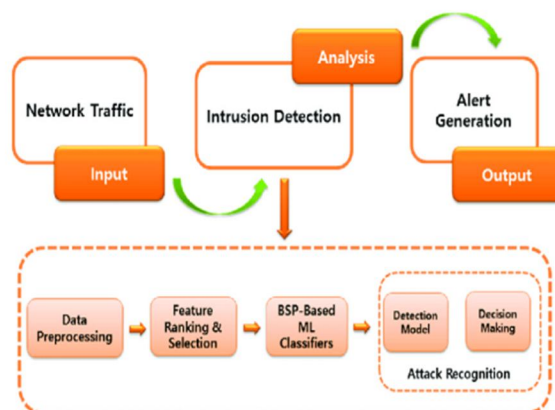 Network Traffic
Input
Intrusion Detection
Analysis
Alert
Generation
Output
Data
Preprocessing
Feature
Ranking &
Selection
BSP-Based
ML
Classifiers
Detection
Model
Decision
Making
Attack Recognition